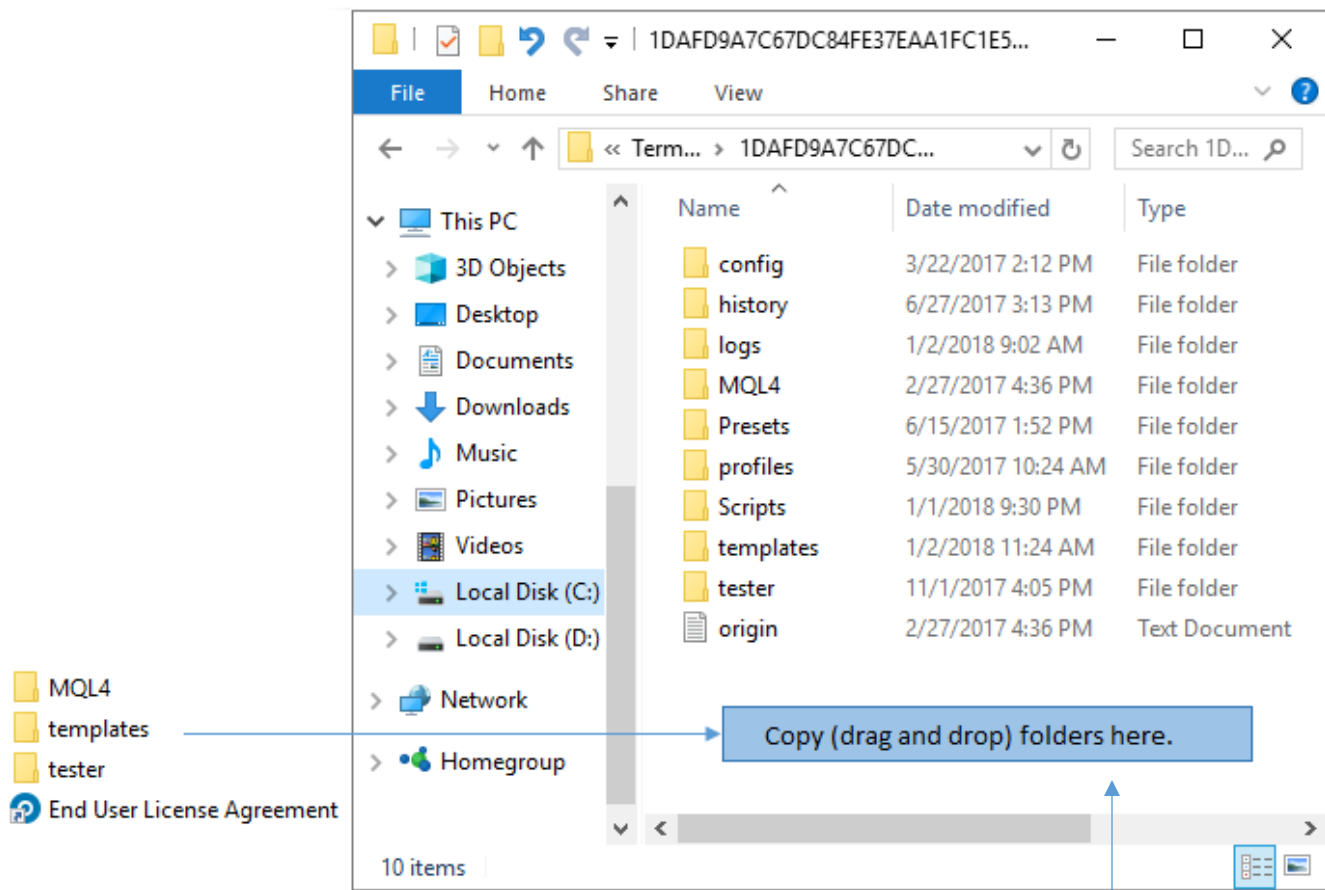 1DAFD9A7C67DC84FE37EAA1FC1E5...
File Home Share View
« Term... > 1DAFD9A7C67DC... Search 1D...
Name Date modified Type
This PC
3D Objects
Desktop
Documents
Downloads
Music
Pictures
Videos
Local Disk (C:)
Local Disk (D:)
Network
Homegroup
config 3/22/2017 2:12 PM File folder
history 6/27/2017 3:13 PM File folder
logs 1/2/2018 9:02 AM File folder
MQL4 2/27/2017 4:36 PM File folder
Presets 6/15/2017 1:52 PM File folder
profiles 5/30/2017 10:24 AM File folder
Scripts 1/1/2018 9:30 PM File folder
templates 1/2/2018 11:24 AM File folder
tester 11/1/2017 4:05 PM File folder
origin 2/27/2017 4:36 PM Text Document
MQL4
templates
tester
End User License Agreement
Copy (drag and drop) folders here.
10 items